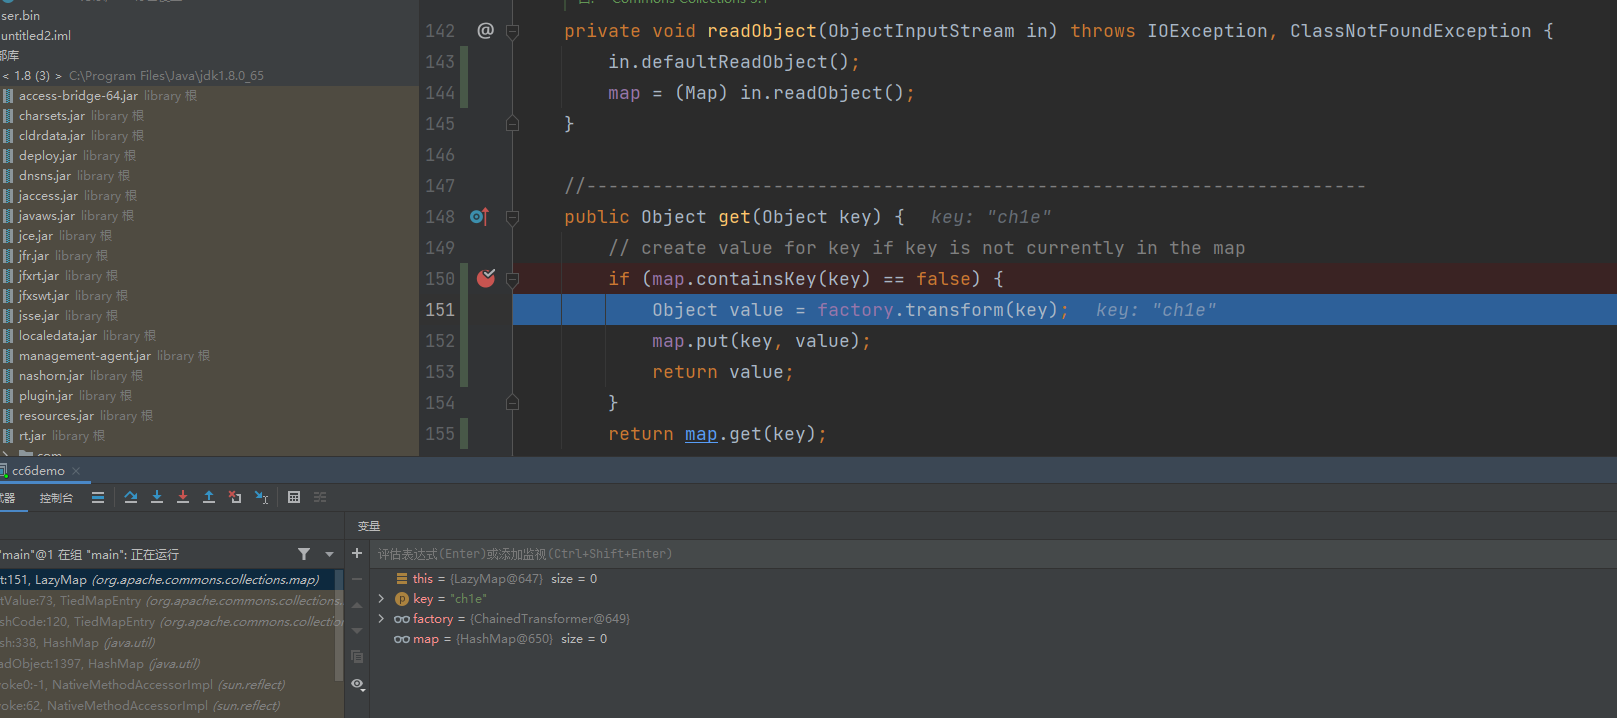 ser.bin
untitled2.iml
部库
< 1.8 (3) > C:\Program Files\Java\jdk1.8.0_65
access-bridge-64.jar library 根
charsets.jar library 根
cldrdata.jar library 根
deploy.jar library 根
dnsns.jar library 根
jaccess.jar library 根
javaws.jar library 根
jce.jar library 根
jfr.jar library 根
jfxrt.jar library 根
jfxswt.jar library 根
jsse.jar library 根
localedata.jar library 根
management-agent.jar library 根
nashorn.jar library 根
plugin.jar library 根
resources.jar library 根
rt.jar library 根
com
142 @ private void readObject(ObjectInputStream in) throws IOException, ClassNotFoundException {
143 in.defaultReadObject();
144 map = (Map) in.readObject();
145 }
146
147 //-----------------------------------------------------------------------
148 public Object get(Object key) { key: "ch1e"
149 // create value for key if key is not currently in the map
150 if (map.containsKey(key) == false) {
151 Object value = factory.transform(key); key: "ch1e"
152 map.put(key, value);
153 return value;
154 }
155 return map.get(key);
cc6demo ×
试器 控制台
变量
"main"@1 在组 "main": 正在运行
评估表达式(Enter)或添加监视(Ctrl+Shift+Enter)
t:151, LazyMap (org.apache.commons.collections.map)
tValue:73, TiedMapEntry (org.apache.commons.collections.
shCode:120, TiedMapEntry (org.apache.commons.collection
sh:338, HashMap (java.util)
adObject:1397, HashMap (java.util)
roke0:-1, NativeMethodAccessorImpl (sun.reflect)
roke:62, NativeMethodAccessorImpl (sun.reflect)
this = {LazyMap@647} size = 0
key = "ch1e"
factory = {ChainedTransformer@649}
map = {HashMap@650} size = 0